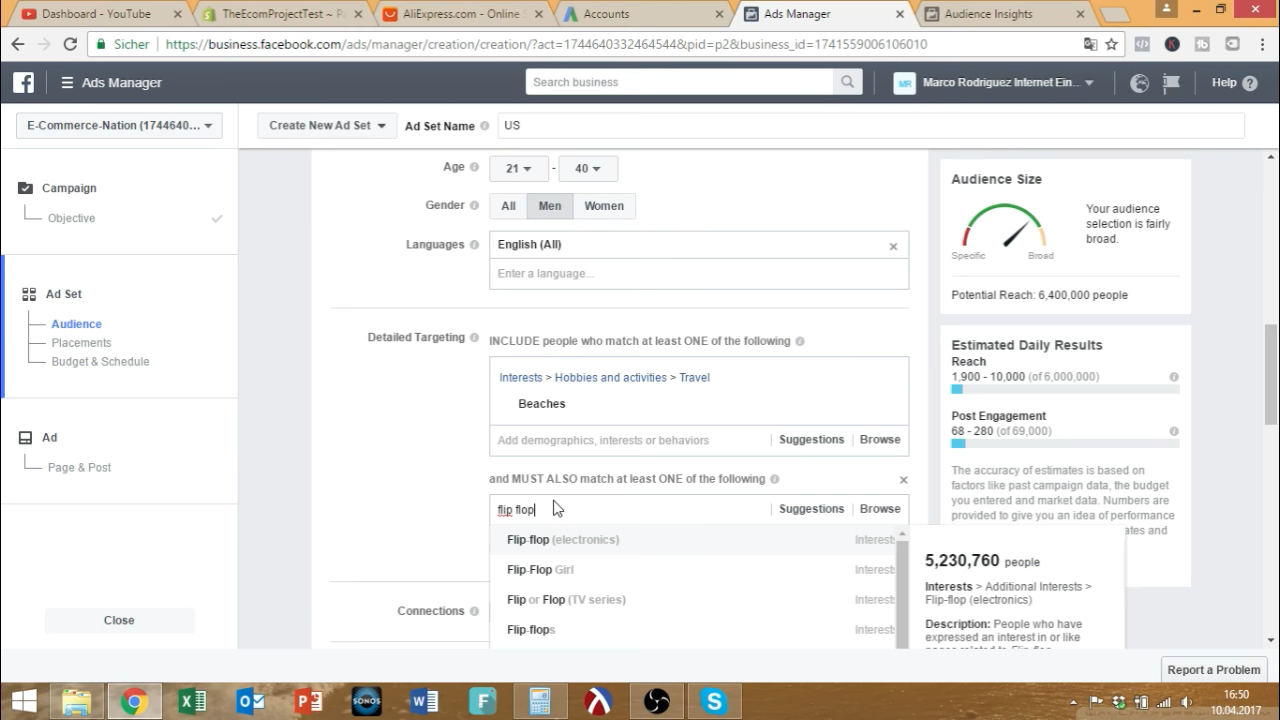 Dashboard - YouTube
TheEcomProjectTest ~ P
AliExpress.com - Online
Accounts
Ads Manager
Audience Insights
Sicher
https://business.facebook.com/ads/manager/creation/creation/?act=1744640332464544&pid=p2&business_id=1741559006106010
Ads Manager
Search business
MR
Marco Rodriguez Internet Ein...
Help
E-Commerce-Nation (1744640...
Create New Ad Set
Ad Set Name
US
Campaign
Objective
Ad Set
Audience
Placements
Budget & Schedule
Ad
Page & Post
Close
Age
21 - 40
Gender
All Men Women
Languages
English (All)
Enter a language...
Detailed Targeting
INCLUDE people who match at least ONE of the following
Interests > Hobbies and activities > Travel
Beaches
Add demographics, interests or behaviors
Suggestions Browse
and MUST ALSO match at least ONE of the following
flip flop
Suggestions Browse
Flip-flop (electronics) Interests
Flip-Flop Girl Interests
Flip or Flop (TV series) Interests
Flip-flops Interests
Connections
Audience Size
Your audience
selection is fairly
broad.
Specific Broad
Potential Reach: 6,400,000 people
Estimated Daily Results
Reach
1,900 - 10,000 (of 6,000,000)
Post Engagement
68 - 280 (of 69,000)
The accuracy of estimates is based on
factors like past campaign data, the budget
you entered and market data. Numbers are
provided to give you an idea of performance
ates and
5,230,760 people
Interests > Additional Interests >
Flip-flop (electronics)
Description: People who have
expressed an interest in or like
pages related to Flip-flop
Report a Problem
SONOS
16:50
10.04.2017